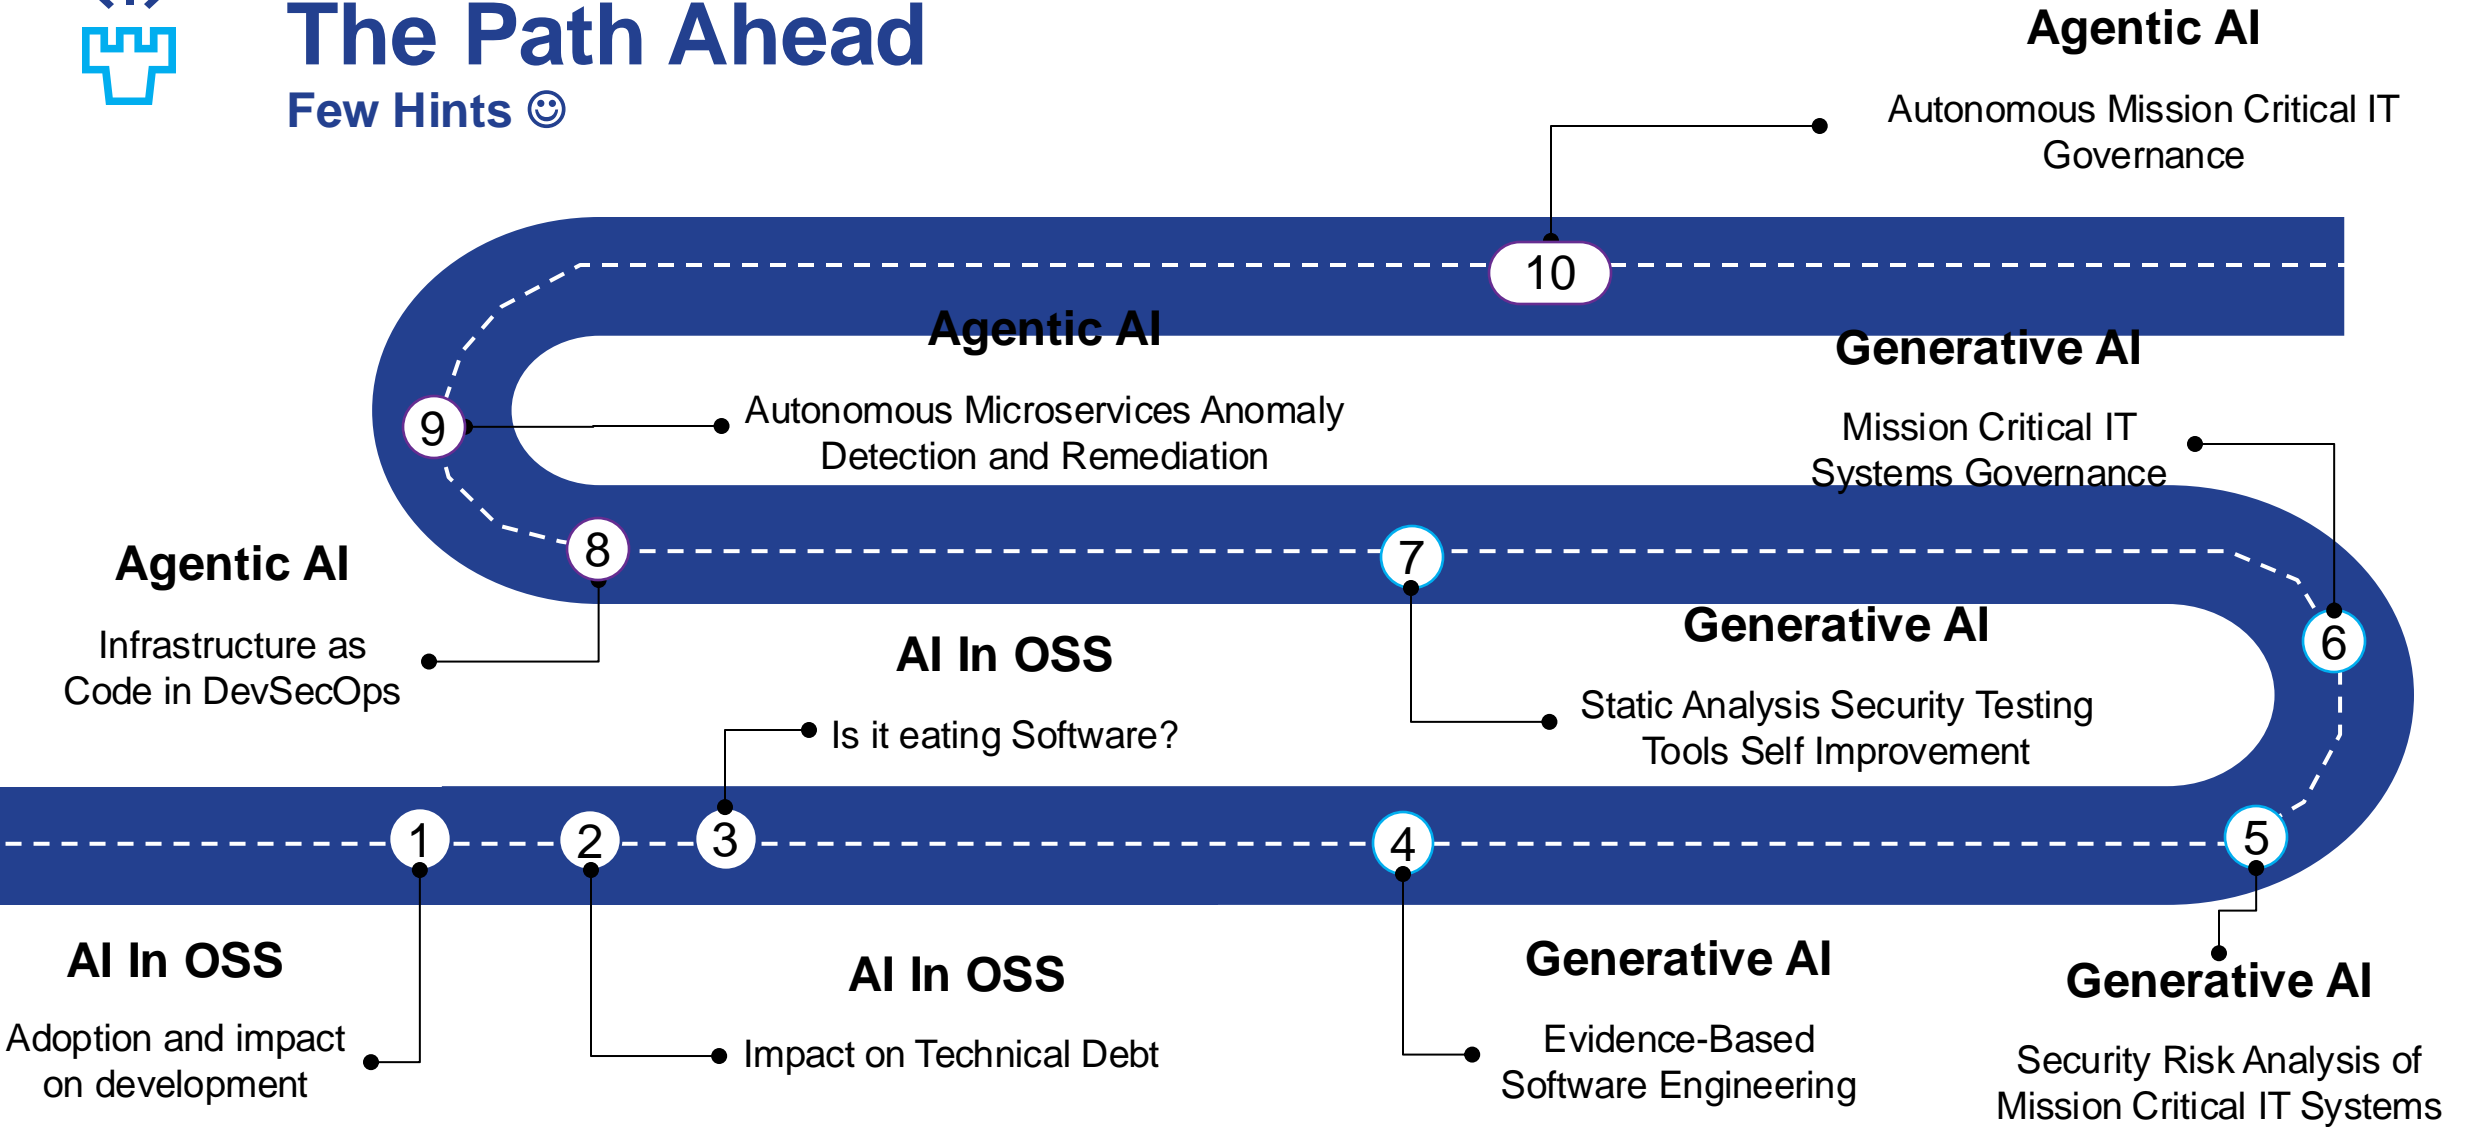 The Path Ahead
Few Hints ☺
Agentic AI
Autonomous Mission Critical IT
Governance
10
Agentic AI
Autonomous Microservices Anomaly
Detection and Remediation
9
Generative AI
Mission Critical IT
Systems Governance
6
8
7
Agentic AI
Infrastructure as
Code in DevSecOps
AI In OSS
Is it eating Software?
Generative AI
Static Analysis Security Testing
Tools Self Improvement
1
2
3
4
5
AI In OSS
Adoption and impact
on development
AI In OSS
Impact on Technical Debt
Generative AI
Evidence-Based
Software Engineering
Generative AI
Security Risk Analysis of
Mission Critical IT Systems